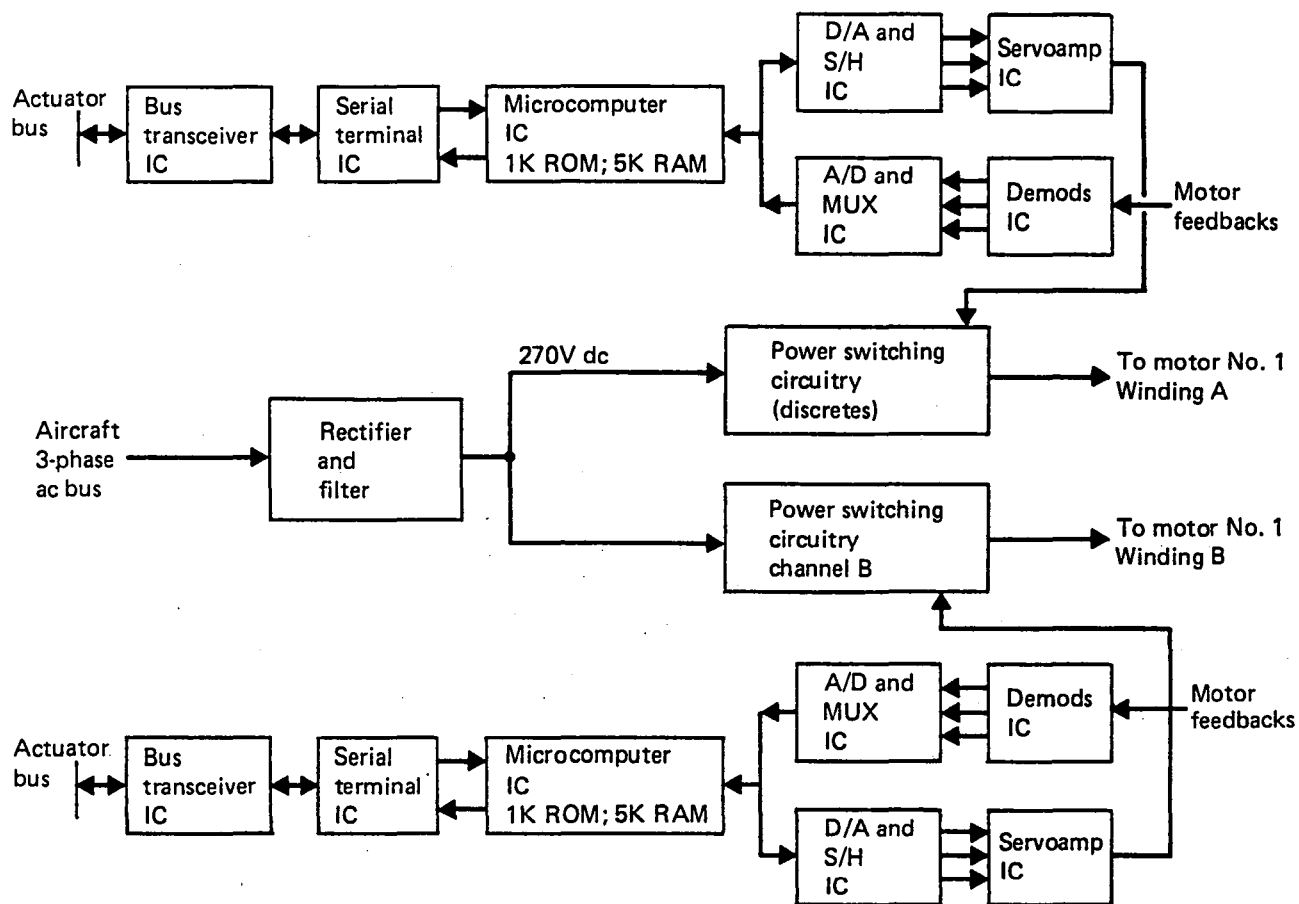 Actuator
bus
Bus
transceiver
IC
Serial
terminal
IC
Microcomputer
IC
1K ROM; 5K RAM
D/A and
S/H
IC
Servoamp
IC
A/D and
MUX
IC
Demods
IC
Motor
feedbacks
Aircraft
3-phase
ac bus
Rectifier
and
filter
270V dc
Power switching
circuitry
(discretes)
To motor No. 1
Winding A
Power switching
circuitry
channel B
To motor No. 1
Winding B
Actuator
bus
Bus
transceiver
IC
Serial
terminal
IC
Microcomputer
IC
1K ROM; 5K RAM
A/D and
MUX
IC
Demods
IC
Motor
feedbacks
D/A and
S/H
IC
Servoamp
IC